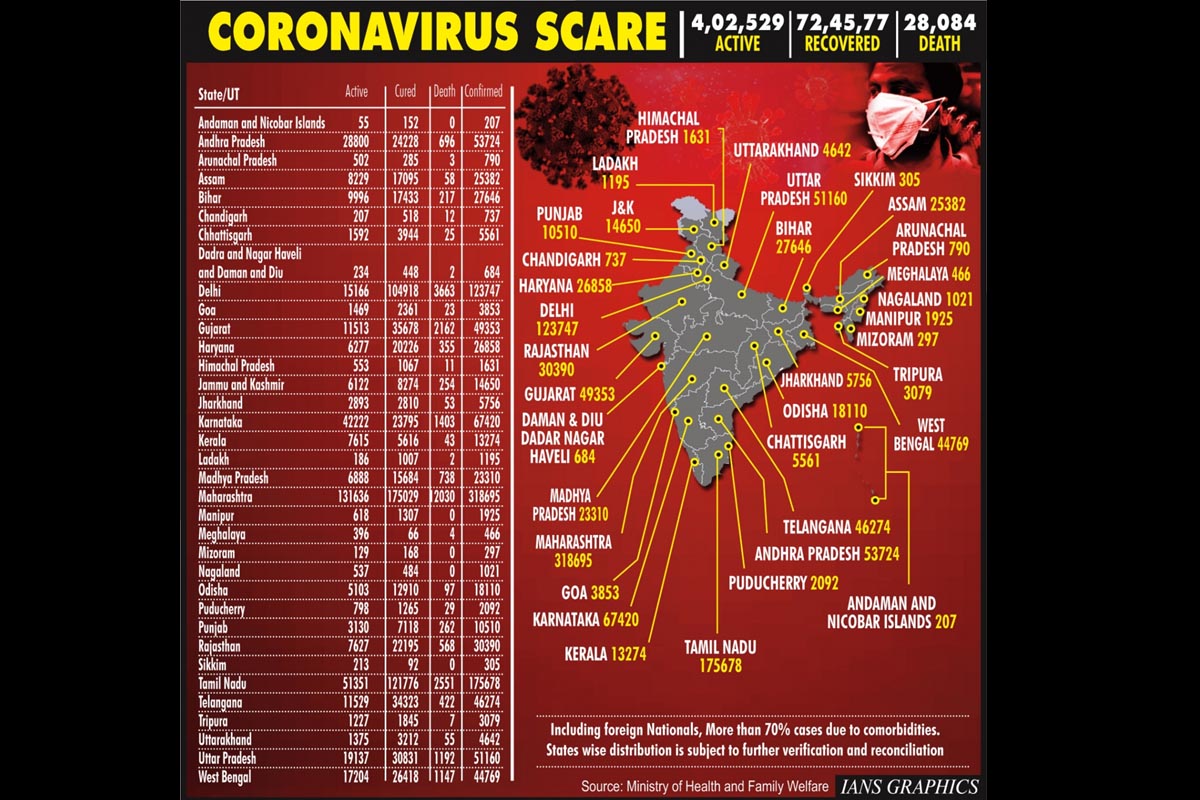 CORONAVIRUS SCARE
4,02,529 72,45,77 28,084
ACTIVE RECOVERED DEATH
State/UT Active Cured Death Confirmed
Andaman and Nicobar Islands 55 152 0 207
Andhra Pradesh 28800 24228 696 53724
Arunachal Pradesh 502 285 3 790
Assam 8229 17095 58 25382
Bihar 9996 17433 217 27646
Chandigarh 207 518 12 737
Chhattisgarh 1592 3944 25 5561
Dadra and Nagar Haveli
and Daman and Diu 234 448 2 684
Delhi 15166 104918 3663 123747
Goa 1469 2361 23 3853
Gujarat 11513 35678 2162 49353
Haryana 6277 20226 355 26858
Himachal Pradesh 553 1067 11 1631
Jammu and Kashmir 6122 8274 254 14650
Jharkhand 2893 2810 53 5756
Karnataka 42222 23795 1403 67420
Kerala 7615 5616 43 13274
Ladakh 186 1007 2 1195
Madhya Pradesh 6888 15684 738 23310
Maharashtra 131636 175029 12030 318695
Manipur 618 1307 0 1925
Meghalaya 396 66 4 466
Mizoram 129 168 0 297
Nagaland 537 484 0 1021
Odisha 5103 12910 97 18110
Puducherry 798 1265 29 2092
Punjab 3130 7118 262 10510
Rajasthan 7627 22195 568 30390
Sikkim 213 92 0 305
Tamil Nadu 51351 121776 2551 175678
Telangana 11529 34323 422 46274
Tripura 1227 1845 7 3079
Uttarakhand 1375 3212 55 4642
Uttar Pradesh 19137 30831 1192 51160
West Bengal 17204 26418 1147 44769
HIMACHAL
PRADESH 1631
UTTARAKHAND 4642
LADAKH
1195
UTTAR
PRADESH 51160
SIKKIM 305
ASSAM 25382
PUNJAB
10510
J&K
14650
BIHAR
27646
ARUNACHAL
PRADESH 790
CHANDIGARH 737
MEGHALAYA 466
HARYANA 26858
NAGALAND 1021
DELHI
123747
MANIPUR 1925
MIZORAM 297
RAJASTHAN
30390
JHARKHAND 5756
TRIPURA
3079
GUJARAT 49353
ODISHA 18110
DAMAN & DIU
DADAR NAGAR
HAVELI 684
CHATTISGARH
5561
WEST
BENGAL 44769
MADHYA
PRADESH 23310
TELANGANA 46274
MAHARASHTRA
318695
ANDHRA PRADESH 53724
GOA 3853
PUDUCHERRY 2092
KARNATAKA 67420
ANDAMAN AND
NICOBAR ISLANDS 207
KERALA 13274
TAMIL NADU
175678
Including foreign Nationals, More than 70% cases due to comorbidities.
States wise distribution is subject to further verification and reconciliation
Source: Ministry of Health and Family Welfare IANS GRAPHICS